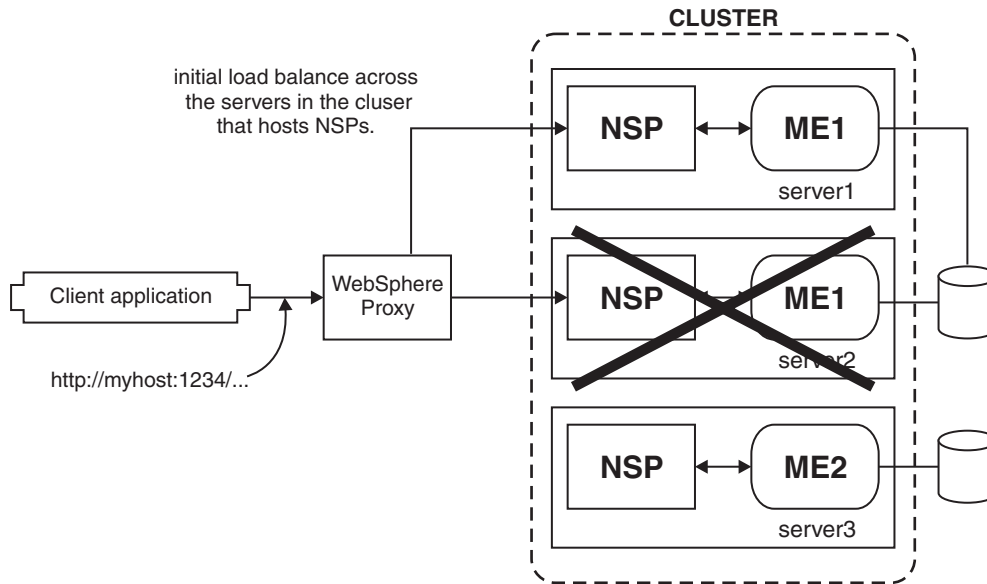 CLUSTER
initial load balance across
the servers in the cluser
that hosts NSPs.
NSP
ME1
server1
Client application
WebSphere
Proxy
http://myhost:1234/...
NSP
ME1
server2
NSP
ME2
server3